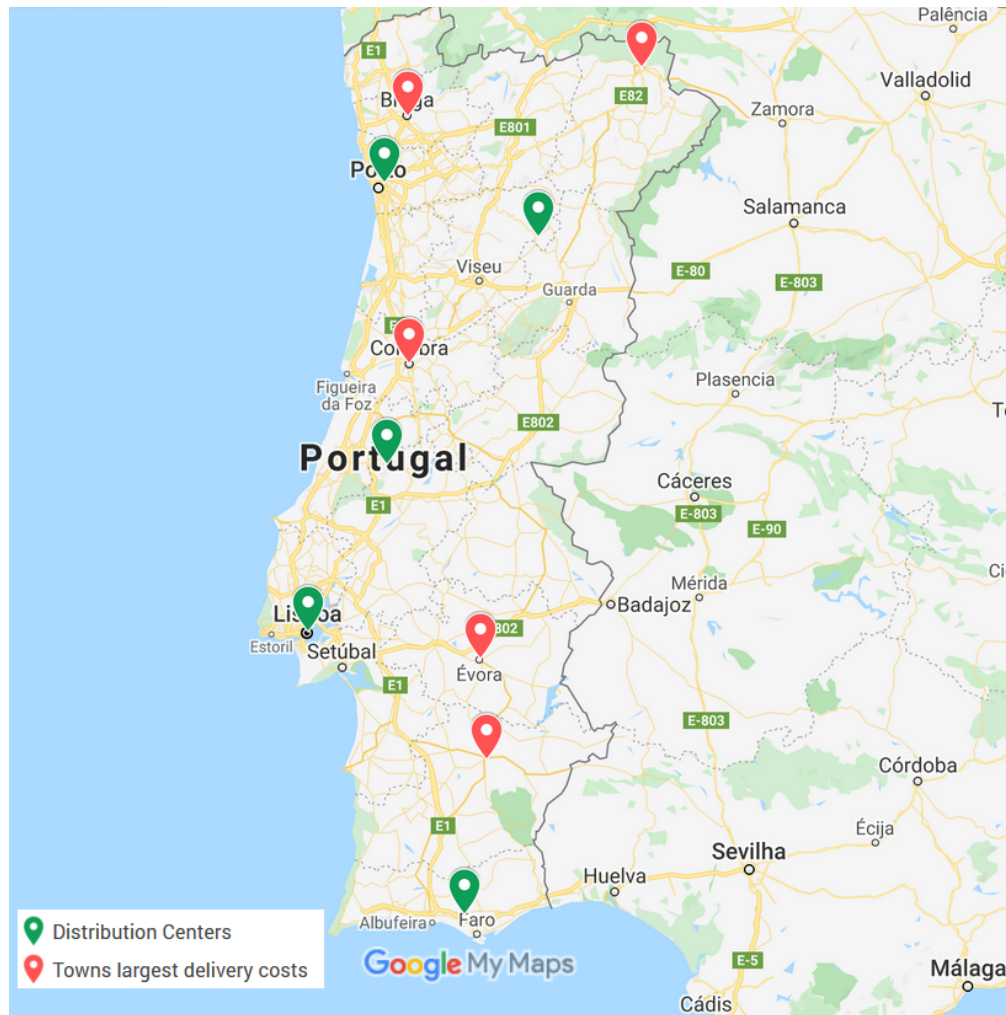 Palência
E1
Valladolid
Braga
E82
Zamora
E801
Porto
Salamanca
Viseu
E-80
E-803
Guarda
Coimbra
Figueira
da Foz
Plasencia
E802
Portugal
Cáceres
E-803
E1
E-90
Mérida
Badajoz
Lisboa
802
Estoril
Setúbal
Évora
E1
E-803
Córdoba
E1
Écija
Sevilha
Huelva
Albufeira
Faro
Distribution Centers
Towns largest delivery costs
Google My Maps
E-5
Málaga
Cádis